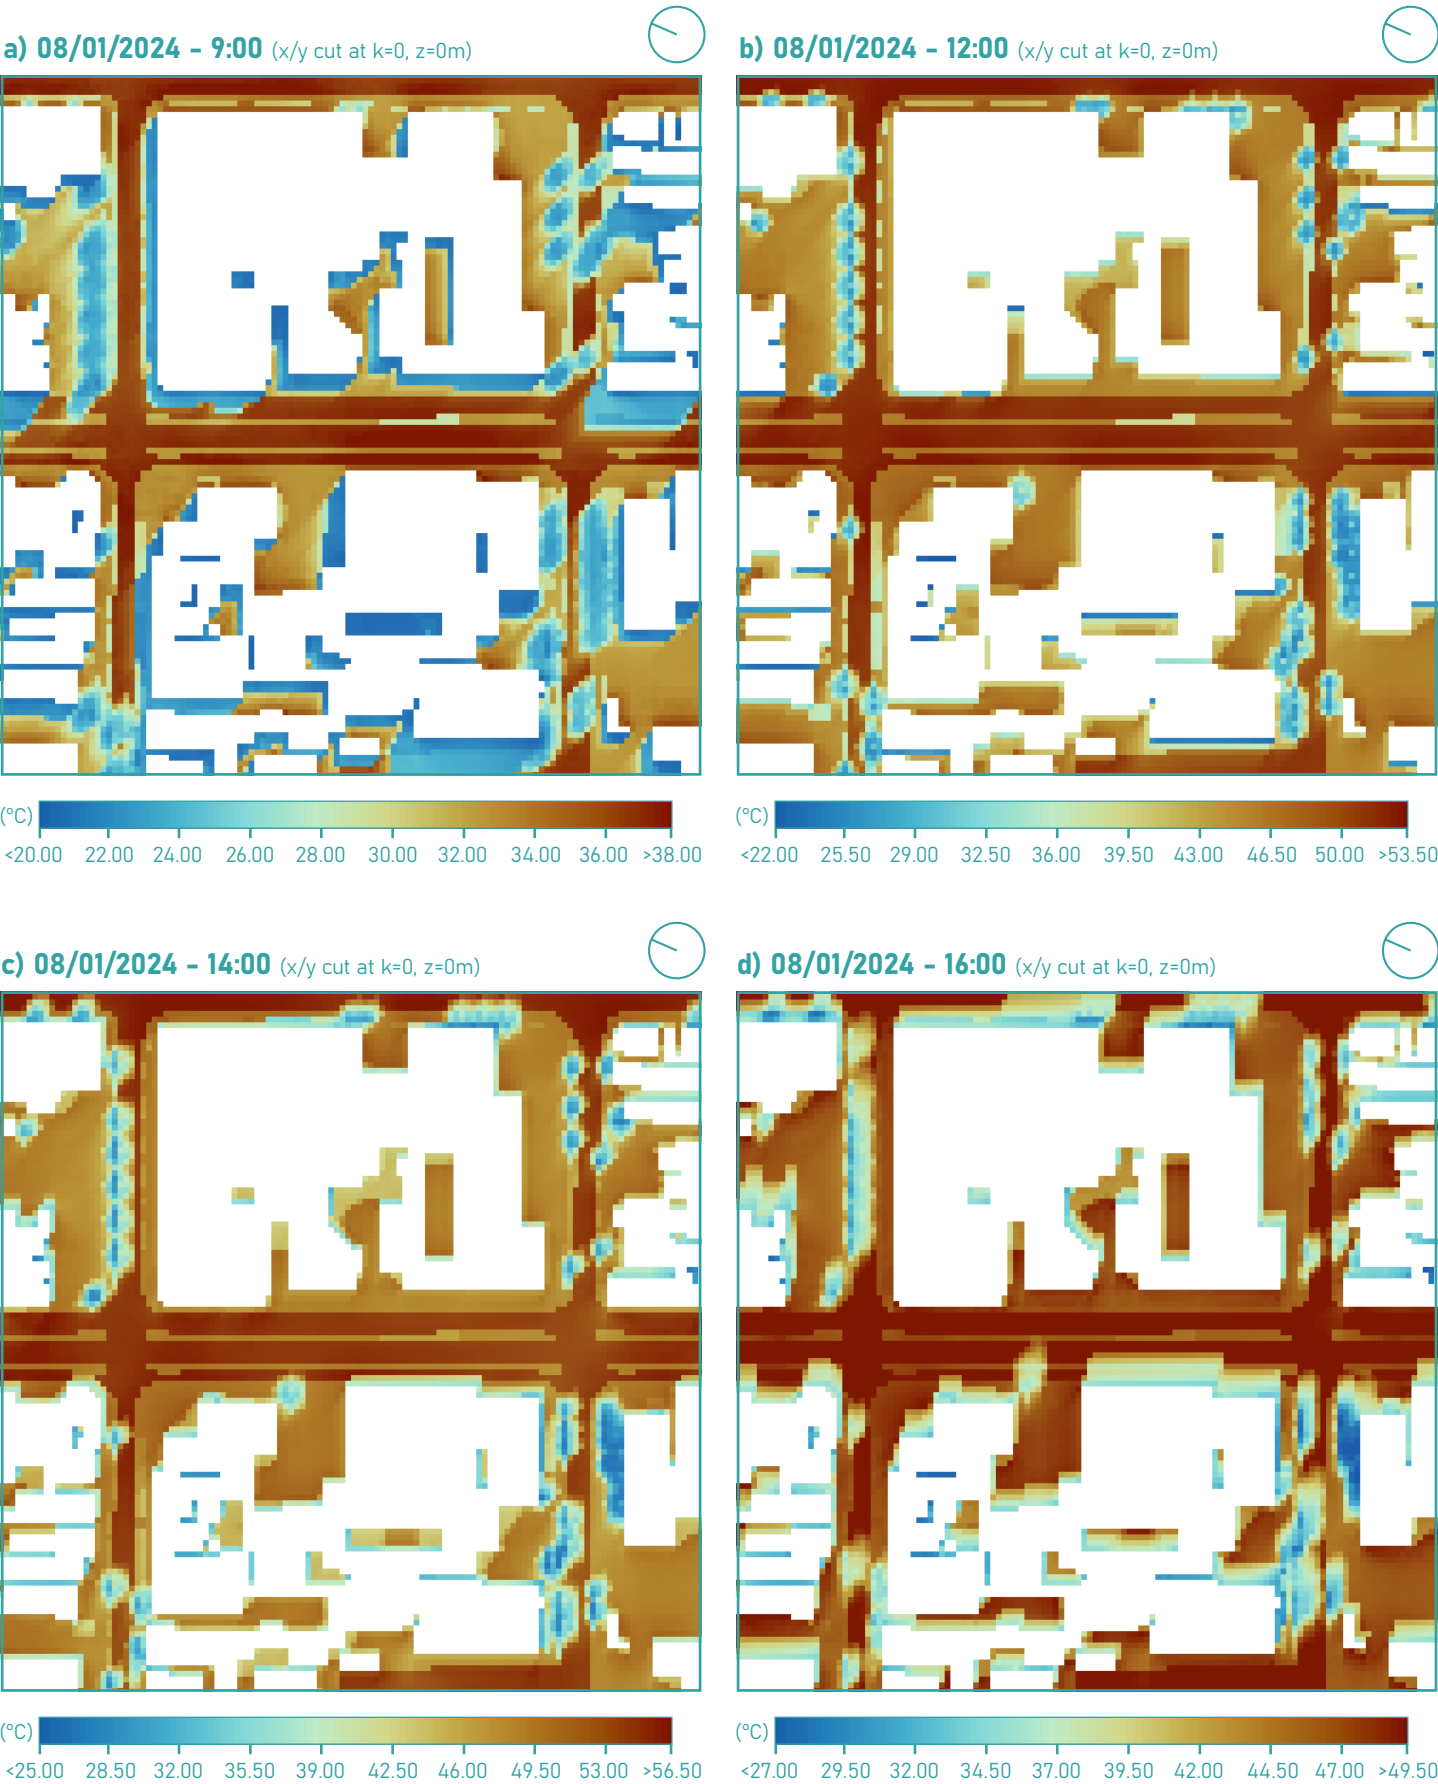 a) 08/01/2024 - 9:00 (x/y cut at k=0, z=0m)
b) 08/01/2024 - 12:00 (x/y cut at k=0, z=0m)
(°C)
<20.00 22.00 24.00 26.00 28.00 30.00 32.00 34.00 36.00 >38.00
(°C)
<22.00 25.50 29.00 32.50 36.00 39.50 43.00 46.50 50.00 >53.50
c) 08/01/2024 - 14:00 (x/y cut at k=0, z=0m)
d) 08/01/2024 - 16:00 (x/y cut at k=0, z=0m)
(°C)
<25.00 28.50 32.00 35.50 39.00 42.50 46.00 49.50 53.00 >56.50
(°C)
<27.00 29.50 32.00 34.50 37.00 39.50 42.00 44.50 47.00 >49.50